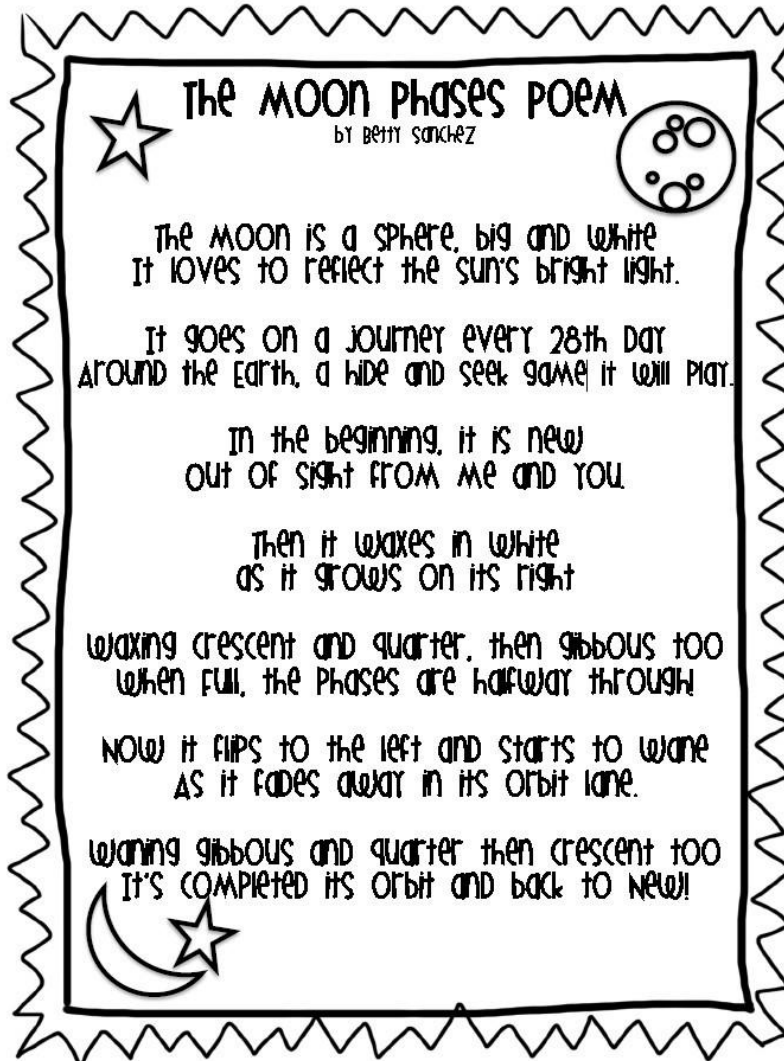 The Moon Phases Poem
by Betty Sanchez
The Moon is a sphere, big and white
It loves to reflect the sun's bright light.
It goes on a journey every 28th Day
Around the Earth, a hide and seek game it will play.
In the beginning, it is new
Out of sight from me and you.
Then it waxes in white
as it grows on its right
Waxing crescent and quarter, then gibbous too
When full, the phases are halfway through!
Now it flips to the left and starts to wane
As it fades away in its orbit lane.
Waning gibbous and quarter then crescent too
It's completed its orbit and back to New!